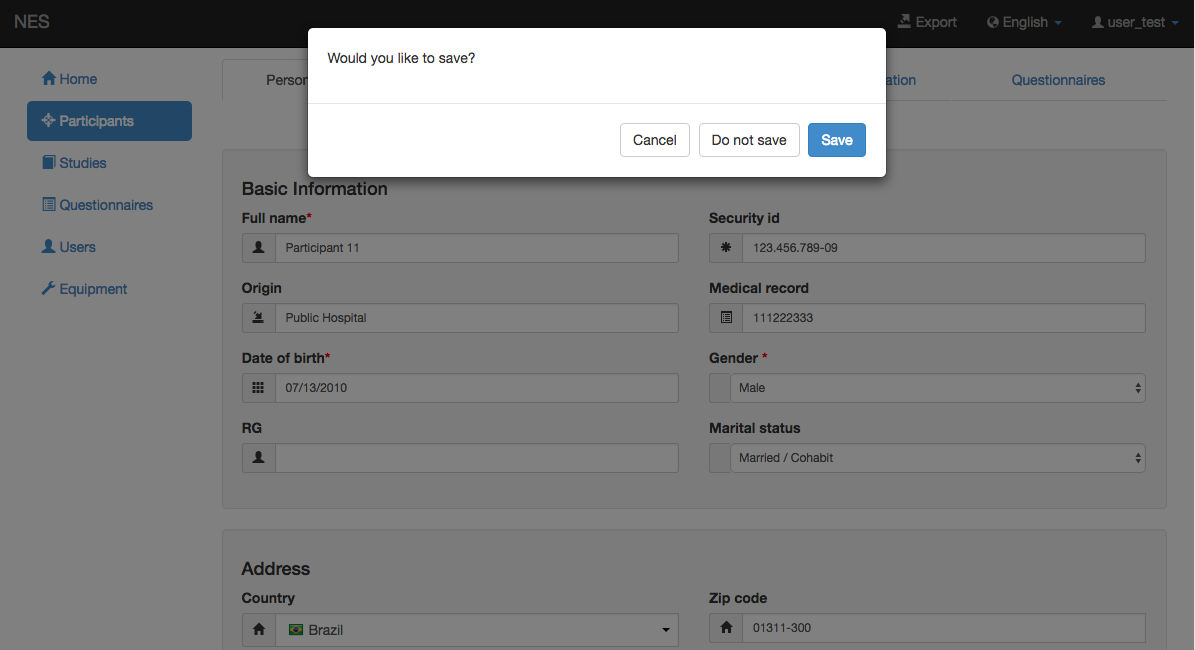 NES
Export
English
user_test
Would you like to save?
Cancel
Do not save
Save
Home
Participants
Studies
Questionnaires
Users
Equipment
Person
ation
Questionnaires
Basic Information
Full name*
Security id
Participant 11
123.456.789-09
Origin
Medical record
Public Hospital
111222333
Date of birth*
Gender *
07/13/2010
Male
RG
Marital status
Married / Cohabit
Address
Country
Zip code
Brazil
01311-300